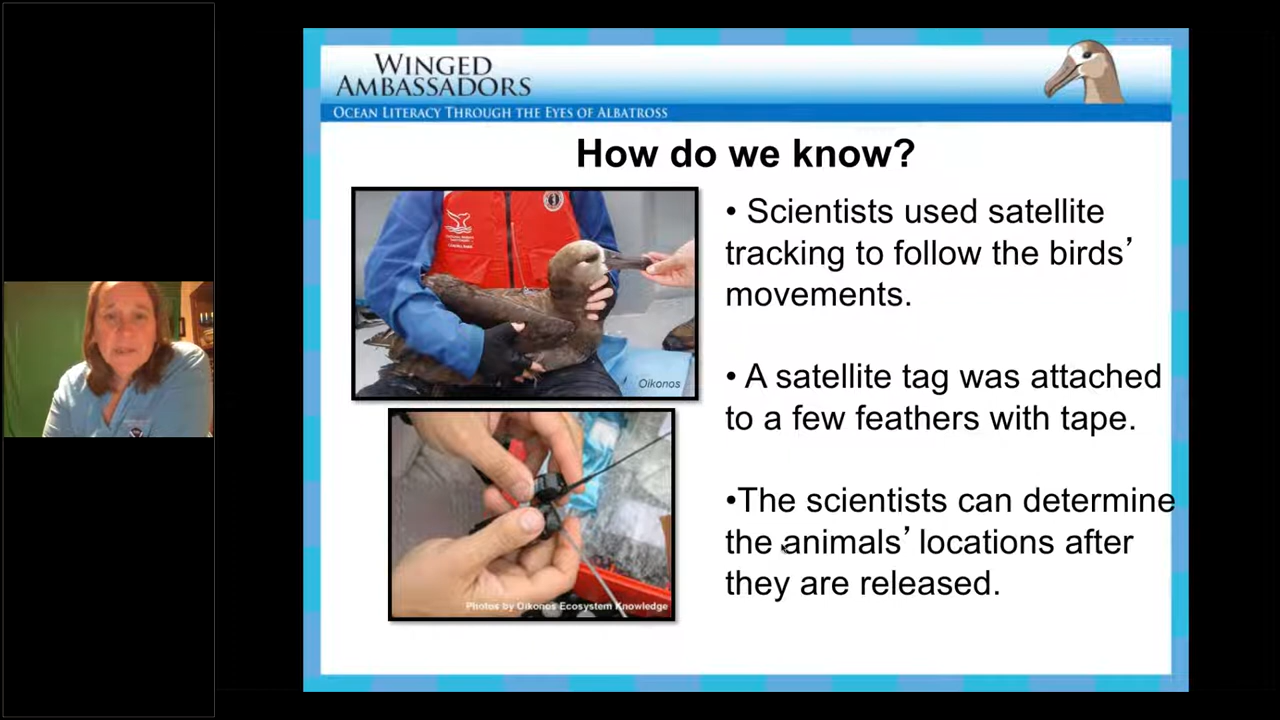 WINGED
AMBASSADORS
OCEAN LITERACY THROUGH THE EYES OF ALBATROSS
How do we know?
• Scientists used satellite
tracking to follow the birds’
movements.
Oikonos
• A satellite tag was attached
to a few feathers with tape.
•The scientists can determine
the animals’ locations after
they are released.
Photos by Oikonos Ecosystem Knowledge